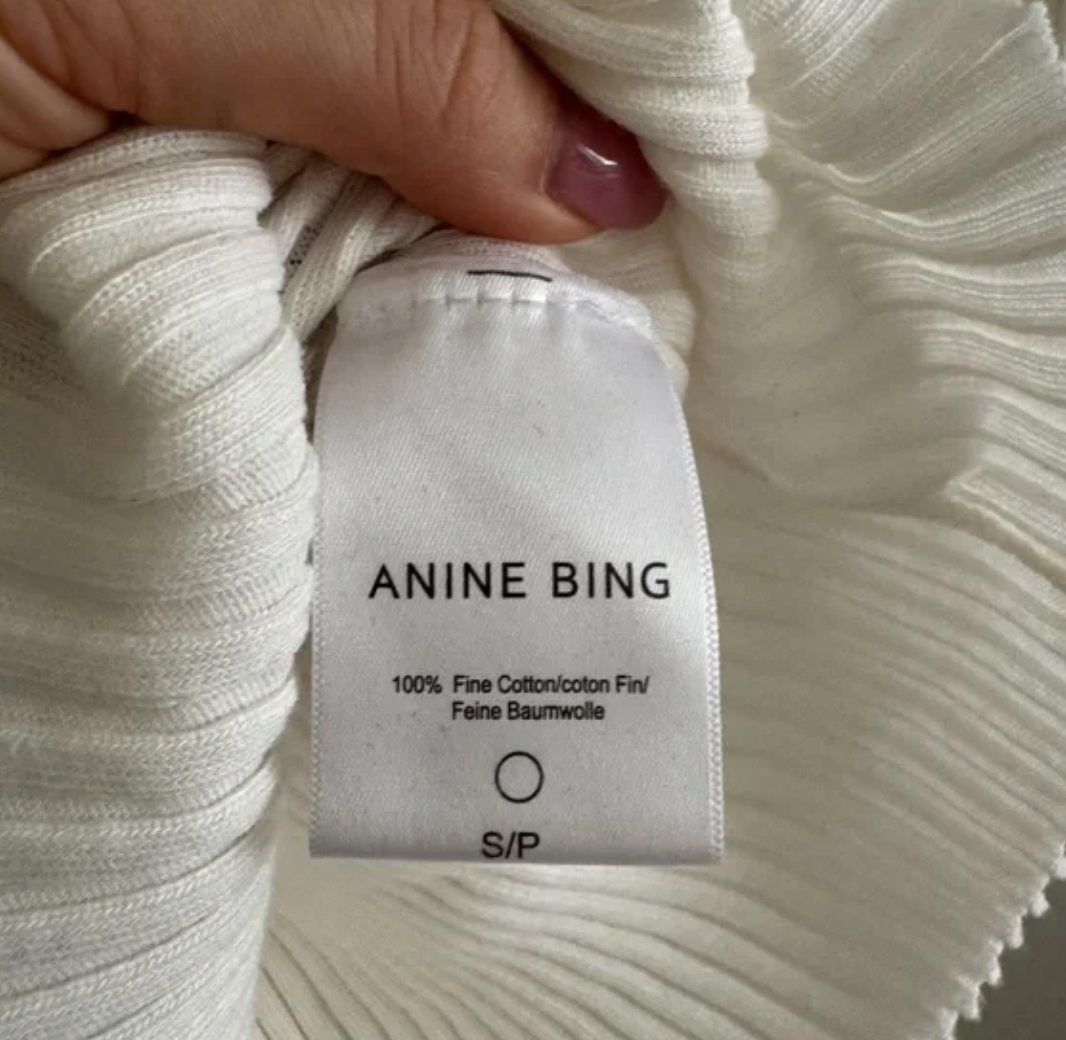 ANINE BING
100% Fine Cotton/coton Fin/
Feine Baumwolle
S/P